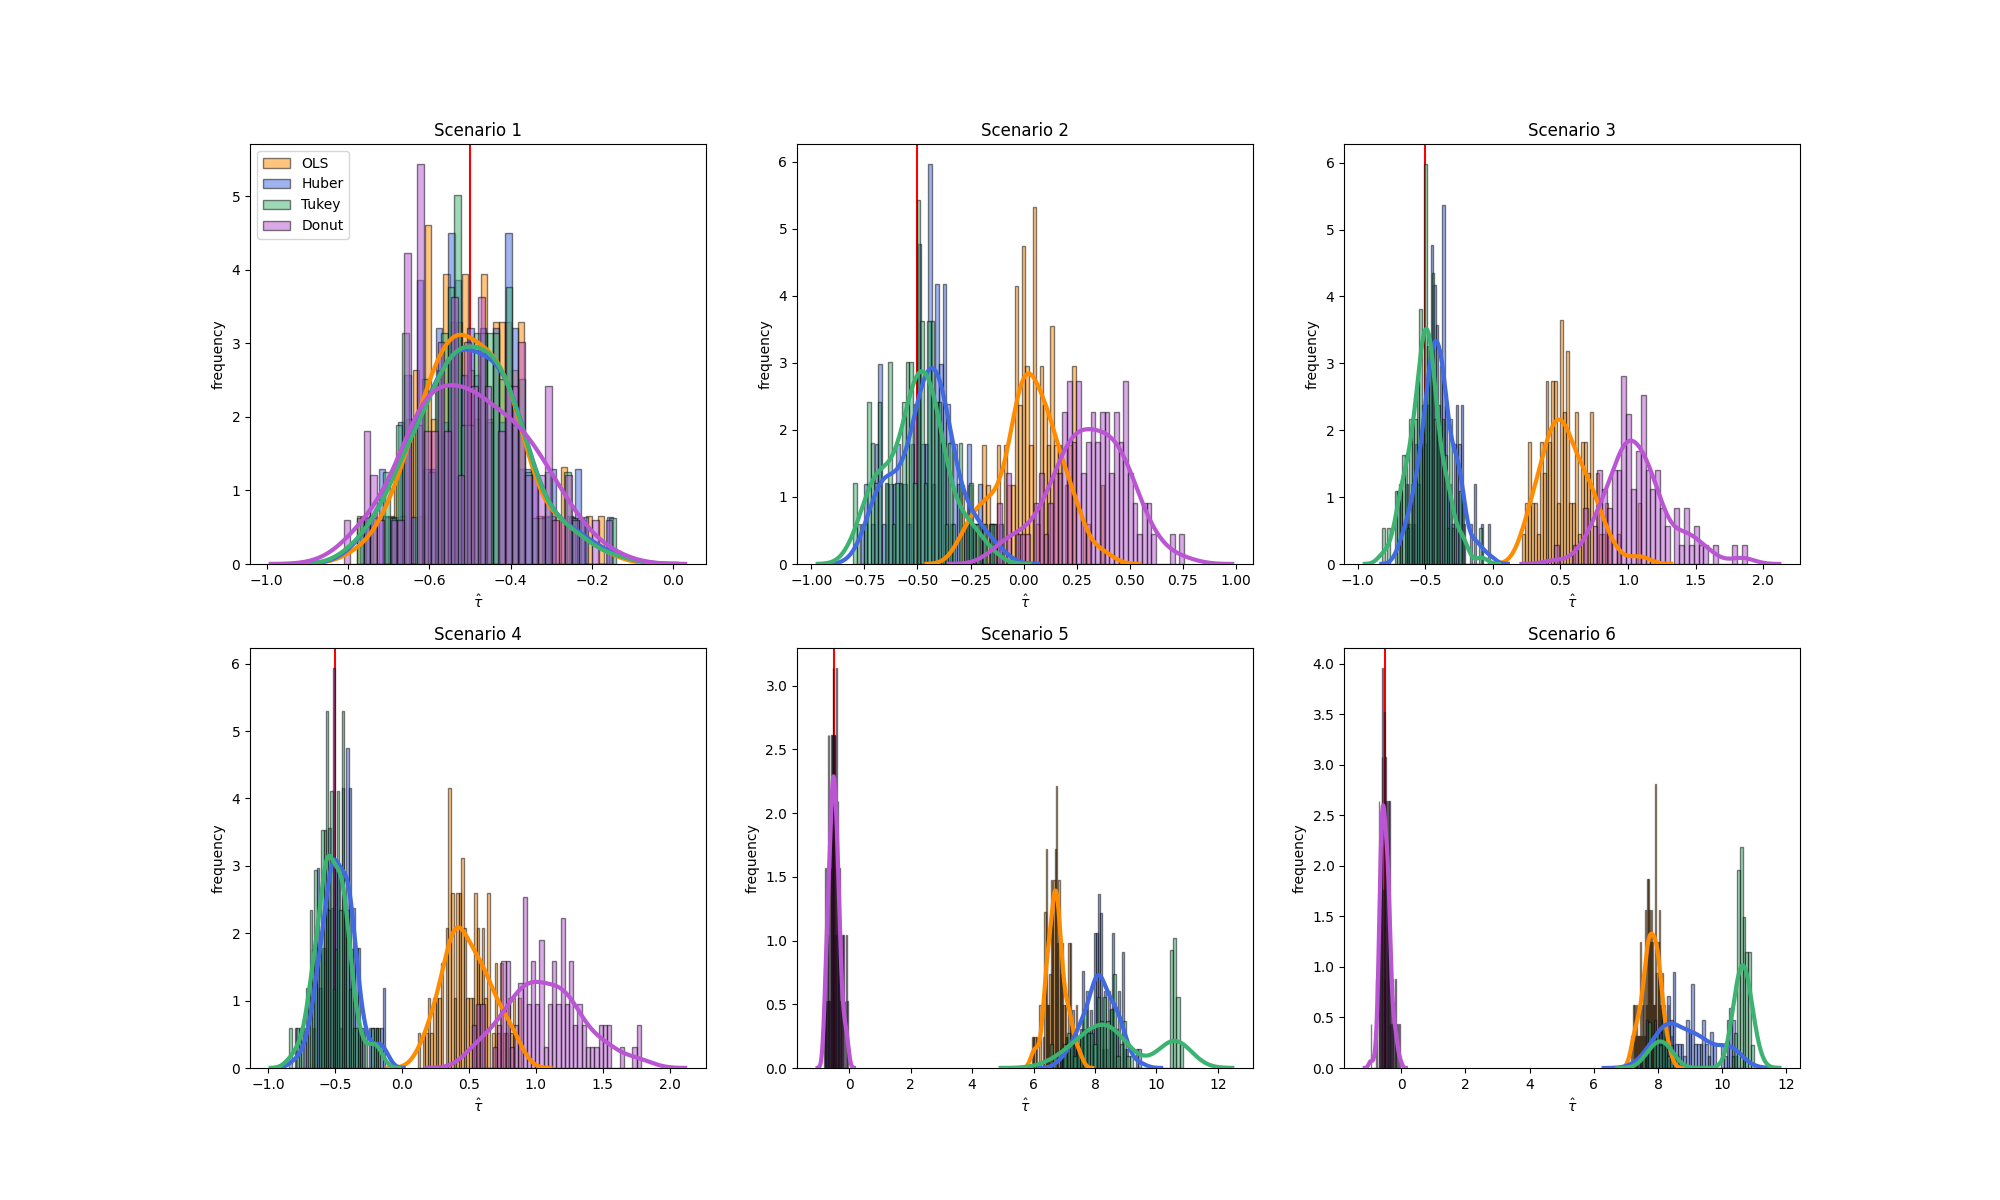 Scenario 1
OLS
Huber
Tukey
Donut
frequency
5
4
3
2
1
0
−1.0 −0.8 −0.6 −0.4 −0.2 0.0
τ̂
Scenario 2
frequency
6
5
4
3
2
1
0
−1.00 −0.75 −0.50 −0.25 0.00 0.25 0.50 0.75 1.00
τ̂
Scenario 3
frequency
6
5
4
3
2
1
0
−1.0 −0.5 0.0 0.5 1.0 1.5 2.0
τ̂
Scenario 4
frequency
6
5
4
3
2
1
0
−1.0 −0.5 0.0 0.5 1.0 1.5 2.0
τ̂
Scenario 5
frequency
3.0
2.5
2.0
1.5
1.0
0.5
0.0
0 2 4 6 8 10 12
τ̂
Scenario 6
frequency
4.0
3.5
3.0
2.5
2.0
1.5
1.0
0.5
0.0
0 2 4 6 8 10 12
τ̂